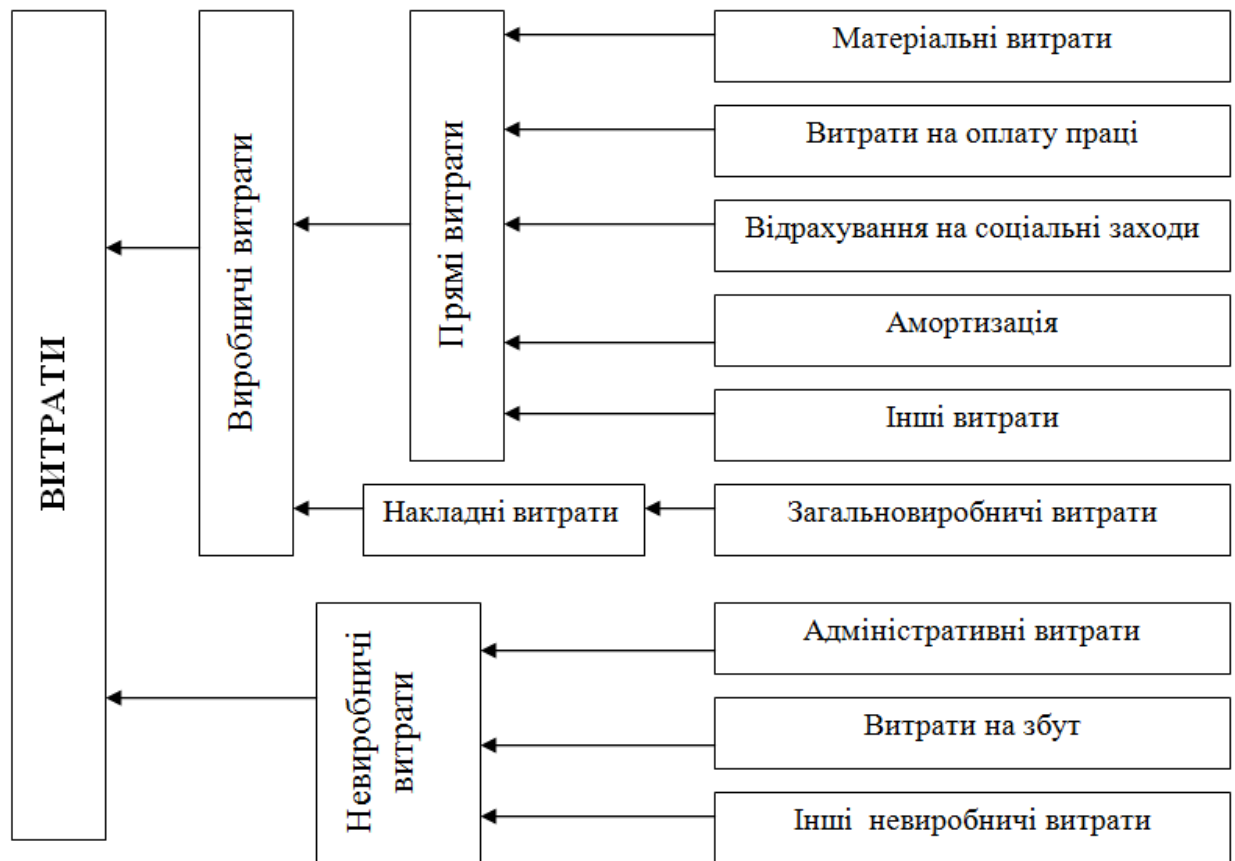 ВИТРАТИ
Виробничі витрати
Прямі витрати
Матеріальні витрати
Витрати на оплату праці
Відрахування на соціальні заходи
Амортизація
Інші витрати
Накладні витрати
Загальновиробничі витрати
Невиробничі
витрати
Адміністративні витрати
Витрати на збут
Інші невиробничі витрати